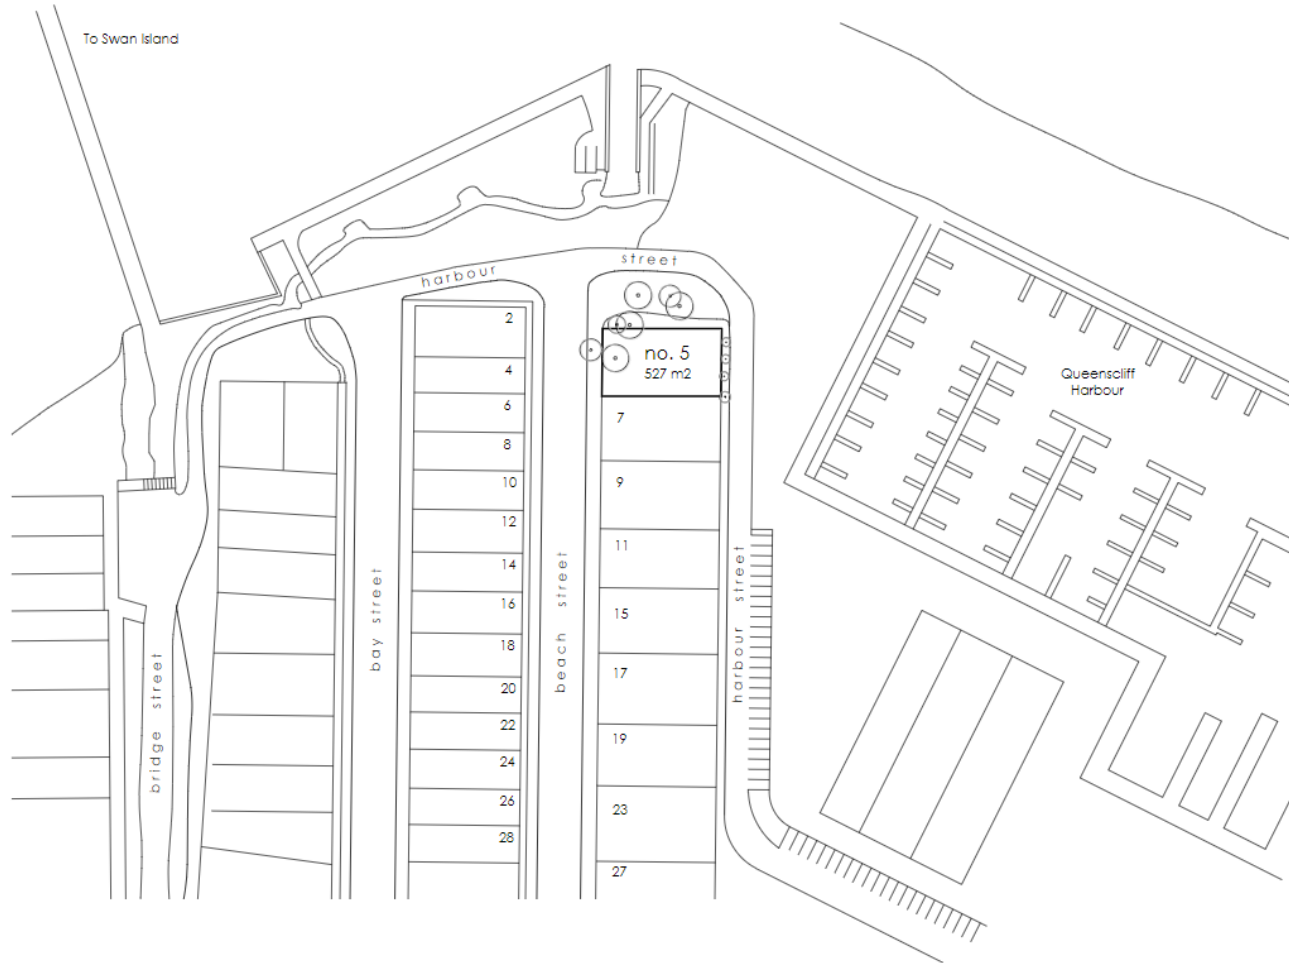 To Swan Island
harbour street
no. 5
527 m2
2
4
6
8
10
12
14
16
18
20
22
24
26
28
7
9
11
15
17
19
23
27
Queenscliff
Harbour
bridge street
bay street
beach street
harbour street